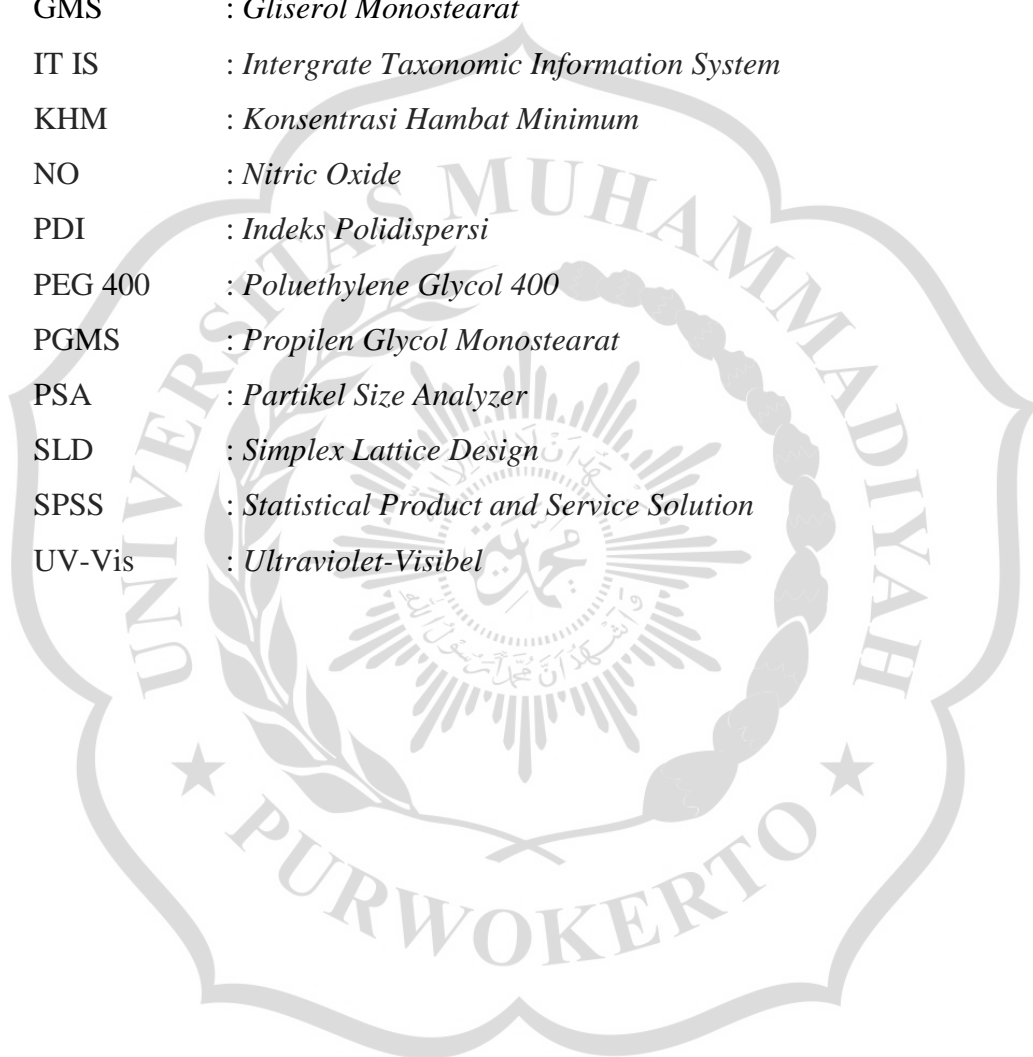 GMS : Gliserol Monostearat
IT IS : Intergrate Taxonomic Information System
KHM : Konsentrasi Hambat Minimum
NO : Nitric Oxide
PDI : Indeks Polidispersi
PEG 400 : Poluethylene Glycol 400
PGMS : Propilen Glycol Monostearat
PSA : Partikel Size Analyzer
SLD : Simplex Lattice Design
SPSS : Statistical Product and Service Solution
UV-Vis : Ultraviolet-Visibel
UNIVERSITAS MUHAMMADIYAH
PURWOKERTO